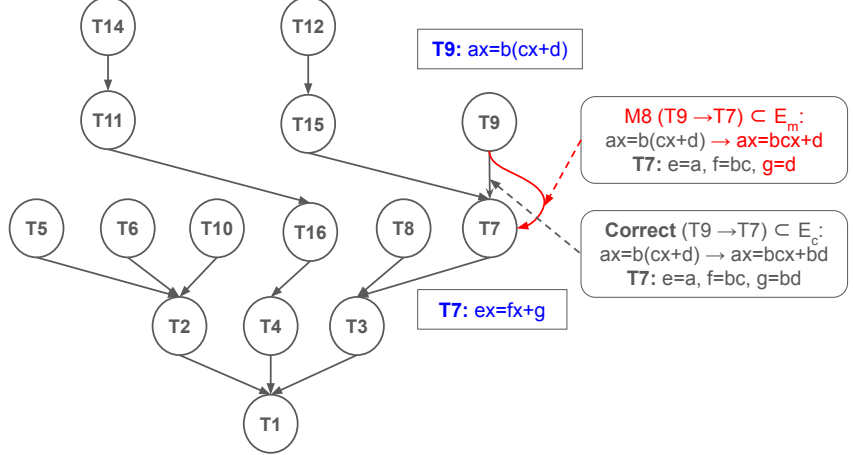 T14
T12
T9: ax=b(cx+d)
T11
T15
T9
M8 (T9 →T7) ⊂ Em:
ax=b(cx+d) → ax=bcx+d
T7: e=a, f=bc, g=d
T5
T6
T10
T16
T8
T7
Correct (T9 →T7) ⊂ Ec:
ax=b(cx+d) → ax=bcx+bd
T7: e=a, f=bc, g=bd
T7: ex=fx+g
T2
T4
T3
T1